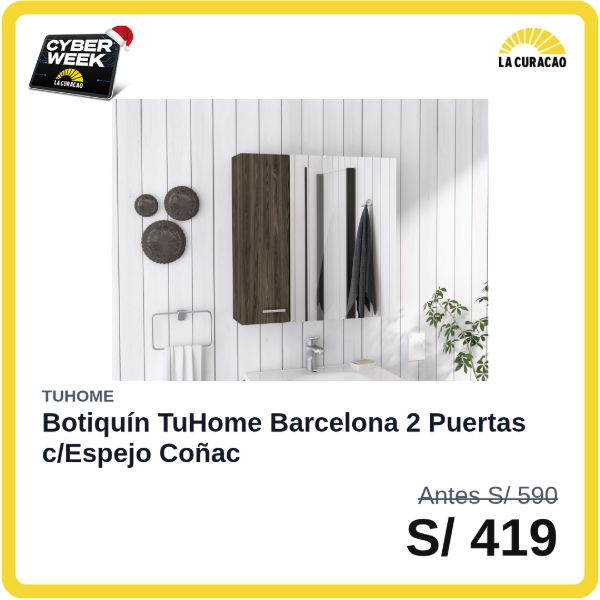 CYBER
WEEK
LA CURACAO
LA CURACAO
TUHOME
Botiquín TuHome Barcelona 2 Puertas
c/Espejo Coñac
Antes S/ 590
S/ 419